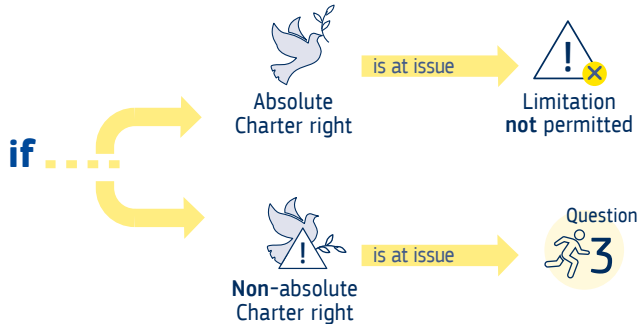 is at issue
Absolute
Charter right
!
Limitation
not permitted
if
Question
3
!
is at issue
Non-absolute
Charter right